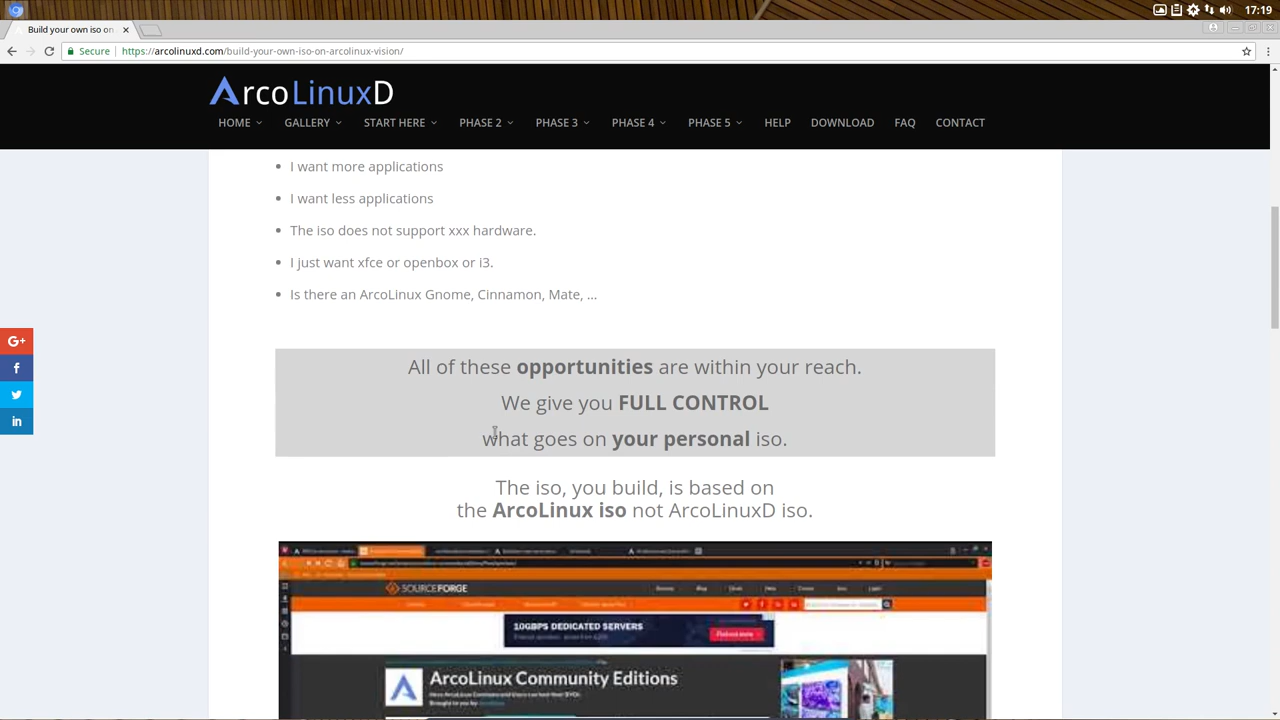 17:19
Build your own iso on
Secure https://arcolinuxd.com/build-your-own-iso-on-arcolinux-vision/
ArcoLinuxD
HOME GALLERY START HERE PHASE 2 PHASE 3 PHASE 4 PHASE 5 HELP DOWNLOAD FAQ CONTACT
I want more applications
I want less applications
The iso does not support xxx hardware.
I just want xfce or openbox or i3.
Is there an ArcoLinux Gnome, Cinnamon, Mate, ...
G+
f
in
All of these opportunities are within your reach.
We give you FULL CONTROL
what goes on your personal iso.
The iso, you build, is based on
the ArcoLinux iso not ArcoLinuxD iso.
SOURCEFORGE
10GBPS DEDICATED SERVERS
Find out more
ArcoLinux Community Editions